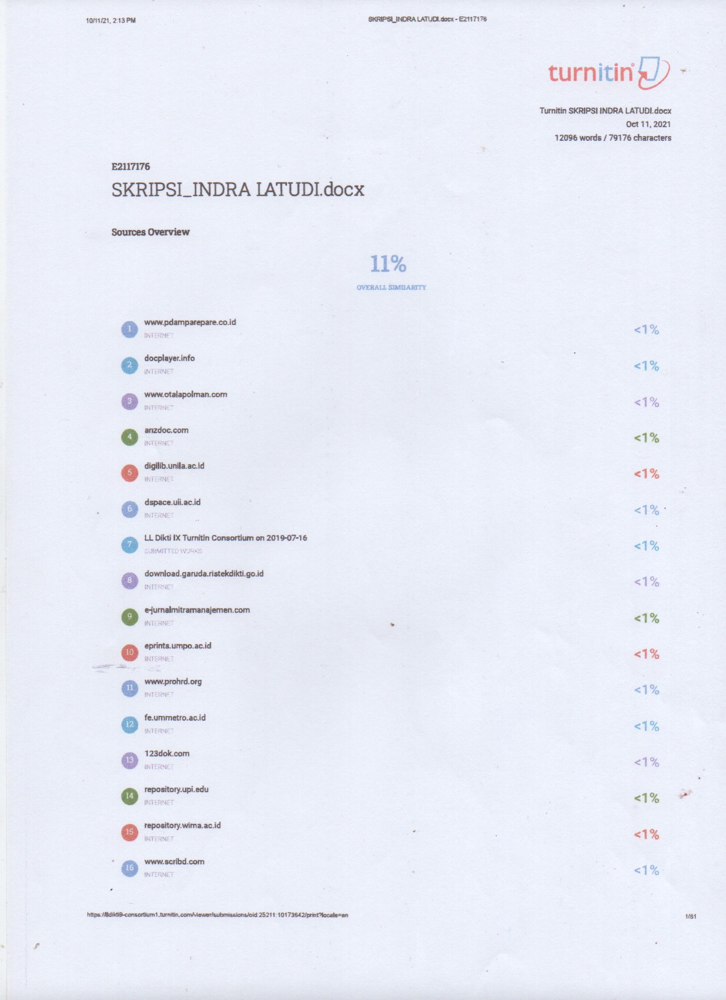 10/11/21, 2:13 PM
SKRIPSI_INDRA LATUDI.docx - E2117176
turnitin
Turnitin SKRIPSI INDRA LATUDI.docx
Oct 11, 2021
12096 words / 79176 characters
E2117176
SKRIPSI_INDRA LATUDI.docx
Sources Overview
11%
OVERALL SIMILARITY
1 www.pdamparepare.co.id <1%
INTERNET
2 docplayer.info <1%
INTERNET
3 www.otalapolman.com <1%
INTERNET
4 anzdoc.com <1%
INTERNET
5 digilib.unila.ac.id <1%
INTERNET
6 dspace.uii.ac.id <1%
INTERNET
7 LL Dikti IX Turnitin Consortium on 2019-07-16 <1%
SUBMITTED WORKS
8 download.garuda.ristekdikti.go.id <1%
INTERNET
9 e-jurnalmitramanajemen.com <1%
INTERNET
10 eprints.umpo.ac.id <1%
INTERNET
11 www.prohrd.org <1%
INTERNET
12 fe.ummetro.ac.id <1%
INTERNET
13 123dok.com <1%
INTERNET
14 repository.upi.edu <1%
INTERNET
15 repository.wima.ac.id <1%
INTERNET
16 www.scribd.com <1%
INTERNET
https://lldikti9-consortium1.turnitin.com/viewer/submissions/oid:25211:10173642/print?locale=en
1/81